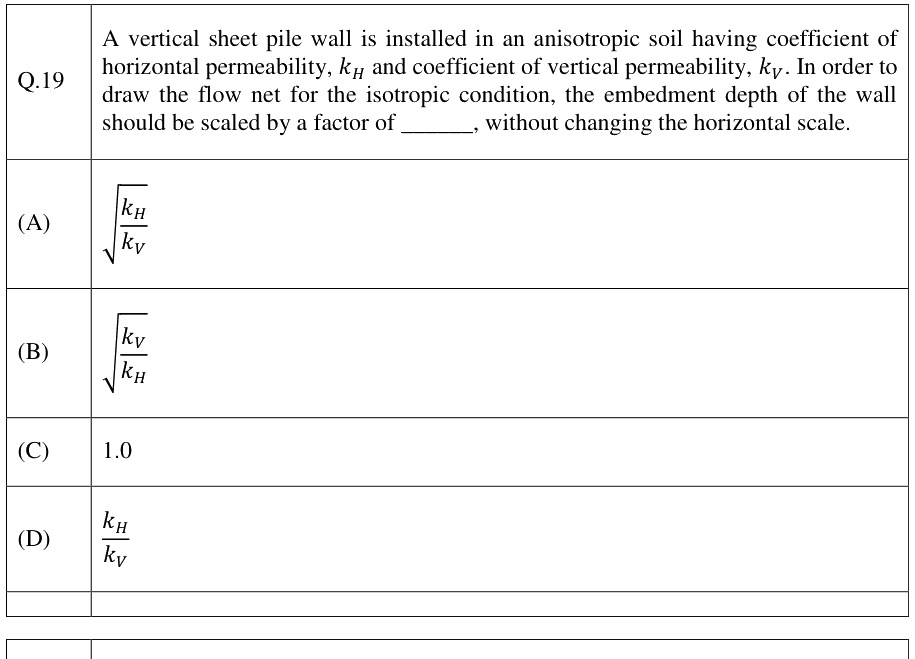 Q.19
A vertical sheet pile wall is installed in an anisotropic soil having coefficient of
horizontal permeability, k_H and coefficient of vertical permeability, k_V. In order to
draw the flow net for the isotropic condition, the embedment depth of the wall
should be scaled by a factor of ______, without changing the horizontal scale.
(A) √(k_H/k_V)
(B) √(k_V/k_H)
(C) 1.0
(D) k_H/k_V